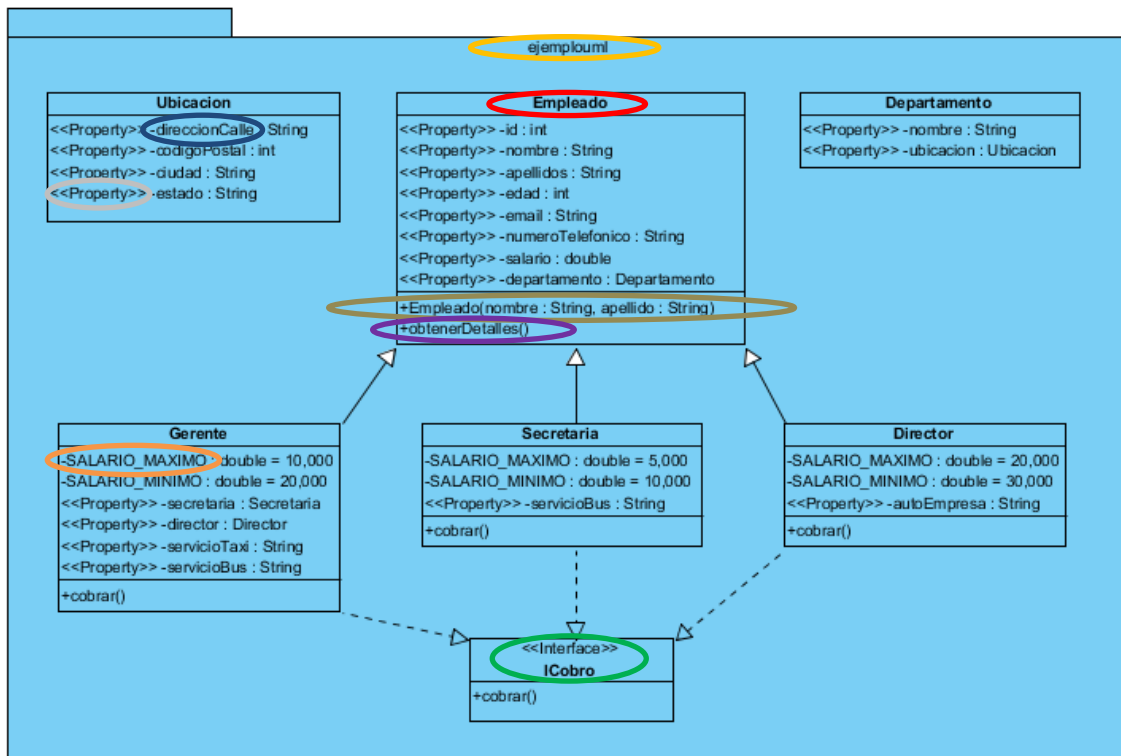 ejemplouml
Ubicacion
<<Property>> -direccionCalle : String
<<Property>> -codigoPostal : int
<<Property>> -ciudad : String
<<Property>> -estado : String
Empleado
<<Property>> -id : int
<<Property>> -nombre : String
<<Property>> -apellidos : String
<<Property>> -edad : int
<<Property>> -email : String
<<Property>> -numeroTelefonico : String
<<Property>> -salario : double
<<Property>> -departamento : Departamento
+Empleado(nombre : String, apellido : String)
+obtenerDetalles()
Departamento
<<Property>> -nombre : String
<<Property>> -ubicacion : Ubicacion
Gerente
-SALARIO_MAXIMO : double = 10,000
-SALARIO_MINIMO : double = 20,000
<<Property>> -secretaria : Secretaria
<<Property>> -director : Director
<<Property>> -servicioTaxi : String
<<Property>> -servicioBus : String
+cobrar()
Secretaria
-SALARIO_MAXIMO : double = 5,000
-SALARIO_MINIMO : double = 10,000
<<Property>> -servicioBus : String
+cobrar()
Director
-SALARIO_MAXIMO : double = 20,000
-SALARIO_MINIMO : double = 30,000
<<Property>> -autoEmpresa : String
+cobrar()
<<Interface>>
ICobro
+cobrar()